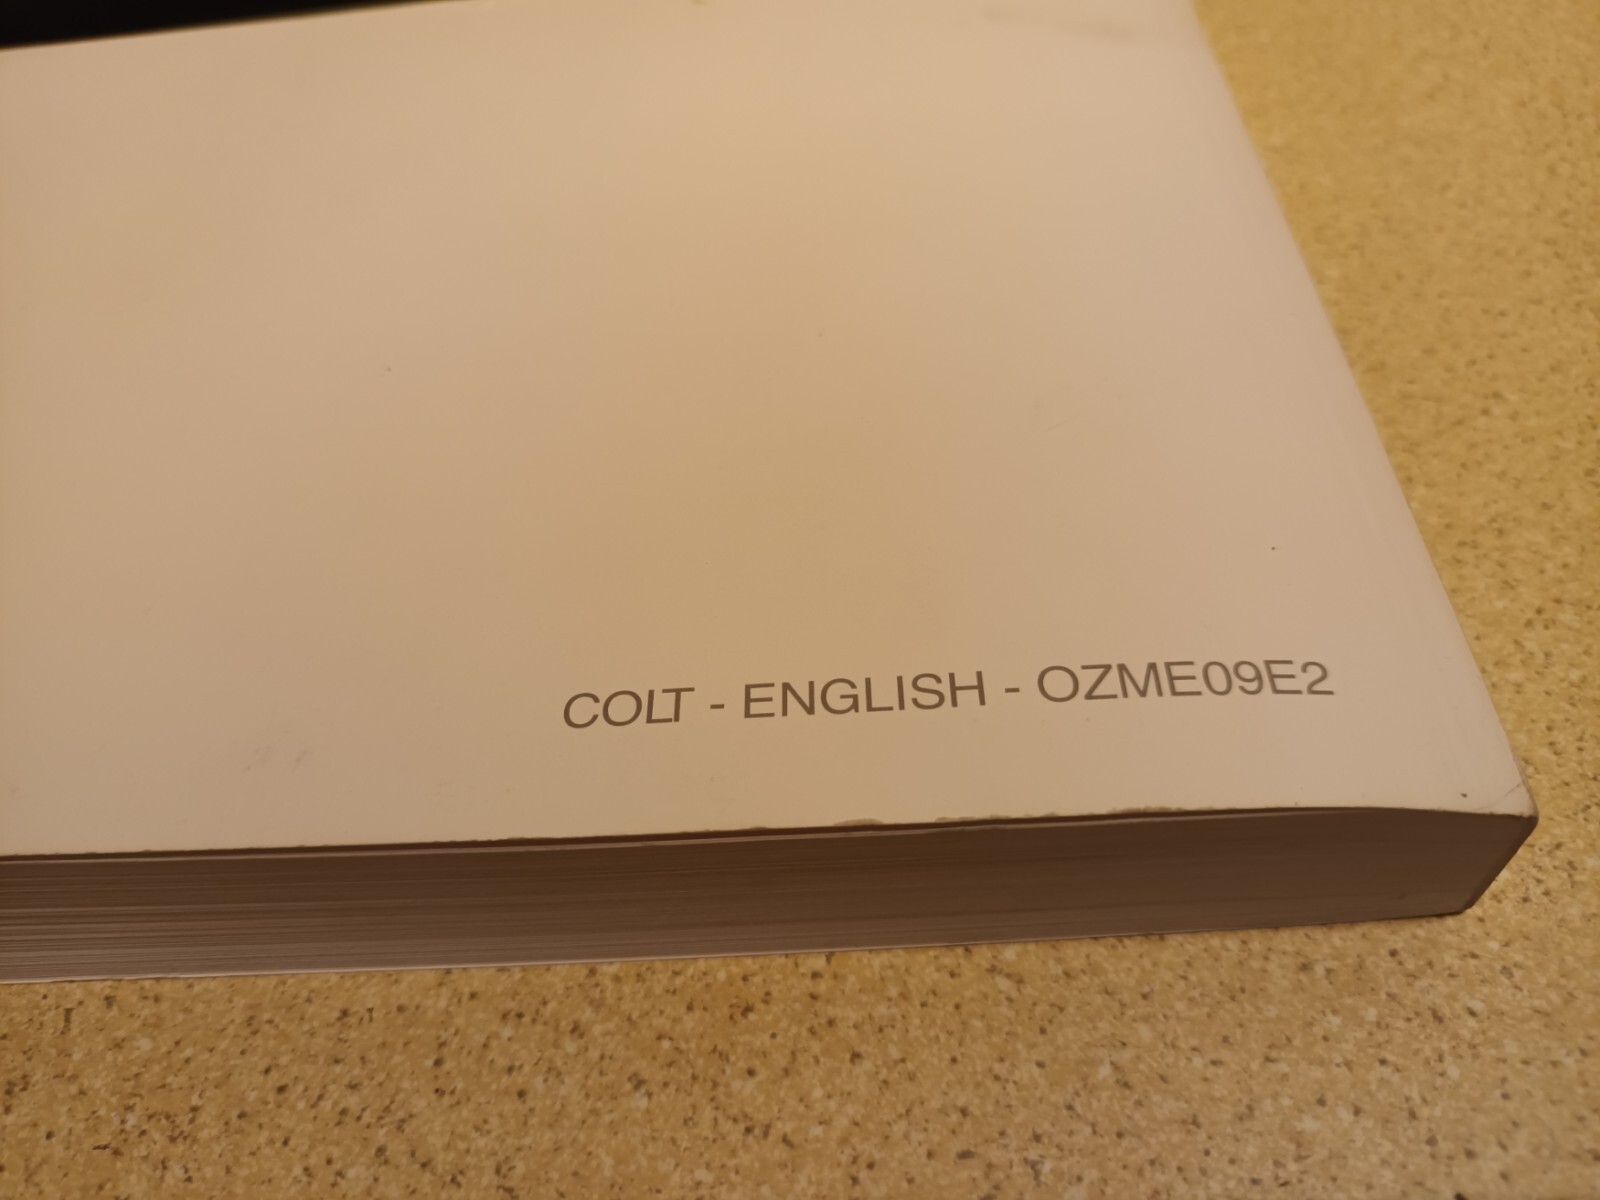 COLT - ENGLISH - OZME09E2